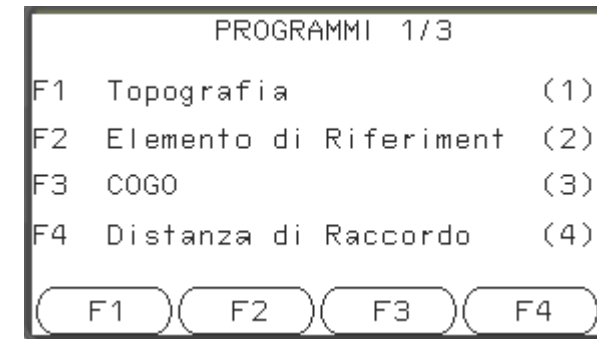 PROGRAMMI 1/3
F1 Topografia (1)
F2 Elemento di Riferiment (2)
F3 COGO (3)
F4 Distanza di Raccordo (4)
F1 F2 F3 F4